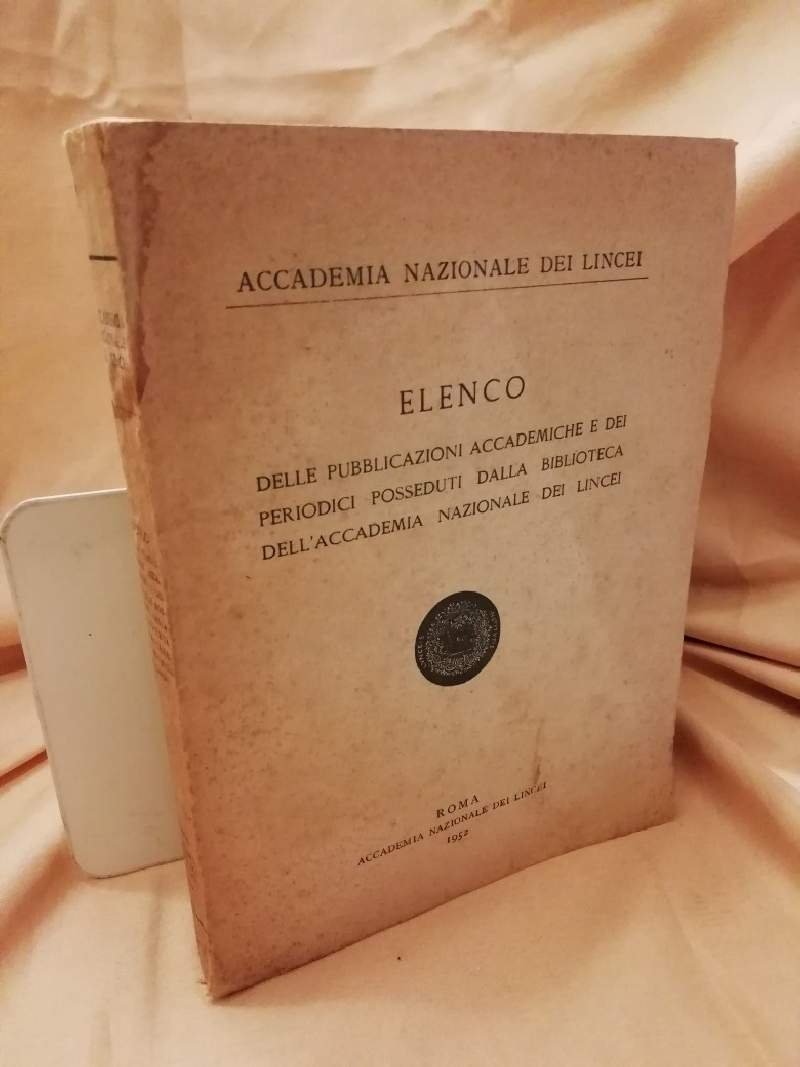 ACCADEMIA NAZIONALE DEI LINCEI
ELENCO
DELLE PUBBLICAZIONI ACCADEMICHE E DEI
PERIODICI POSSEDUTI DALLA BIBLIOTECA
DELL'ACCADEMIA NAZIONALE DEI LINCEI
ROMA
ACCADEMIA NAZIONALE DEI LINCEI
1952